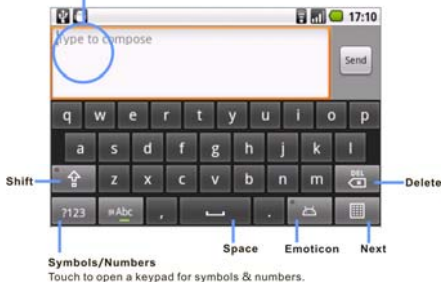 17:10
Type to compose
Send
q w e r t y u i o p
a s d f g h j k l
Shift z x c v b n m DEL Delete
?123 Abc , .
Space Emoticon Next
Symbols/Numbers
Touch to open a keypad for symbols & numbers.